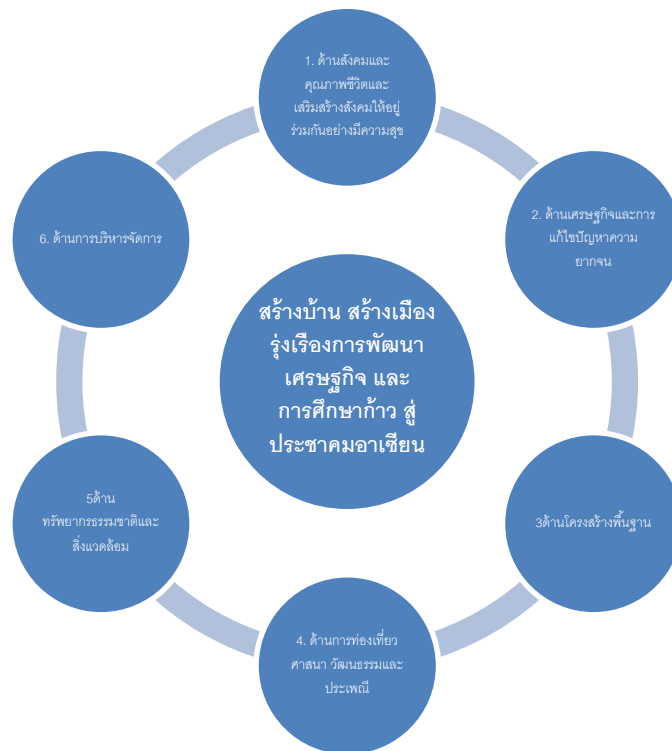 1. ด้านสังคมและ
คุณภาพชีวิตและ
เสริมสร้างสังคมให้อยู่
ร่วมกันอย่างมีความสุข
2. ด้านเศรษฐกิจและการ
แก้ไขปัญหาความ
ยากจน
3ด้านโครงสร้างพื้นฐาน
4. ด้านการท่องเที่ยว
ศาสนา วัฒนธรรมและ
ประเพณี
5ด้าน
ทรัพยากรธรรมชาติและ
สิ่งแวดล้อม
6. ด้านการบริหารจัดการ
สร้างบ้าน สร้างเมือง
รุ่งเรืองการพัฒนา
เศรษฐกิจ และ
การศึกษาก้าว สู่
ประชาคมอาเซียน